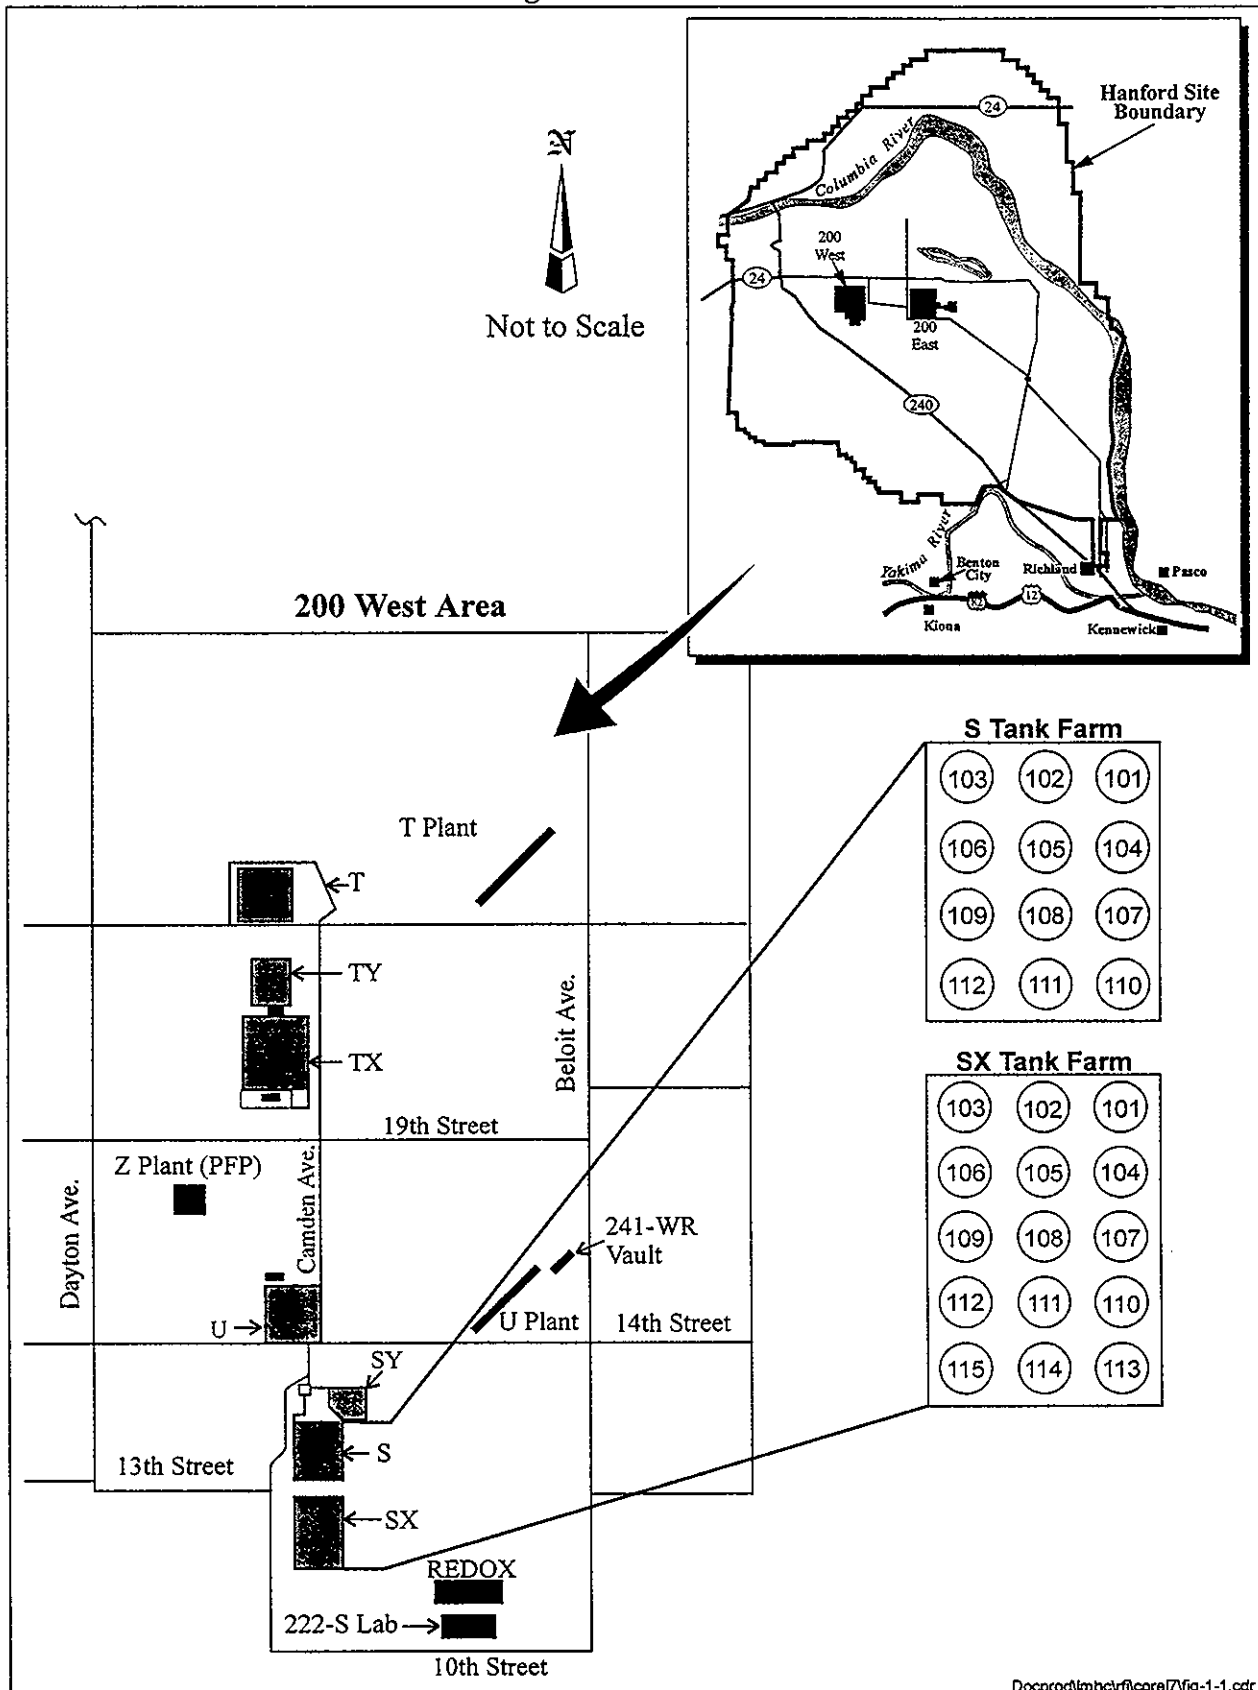 N
Not to Scale
Hanford Site
Boundary
24
Columbia River
200
West
24
200
East
240
Yakima River
Benton
City
Richland
Pasco
82
12
Kiona
Kennewick
200 West Area
T Plant
T
TY
TX
Beloit Ave.
19th Street
Z Plant (PFP)
Camden Ave.
Dayton Ave.
241-WR
Vault
U
U Plant
14th Street
SY
S
13th Street
SX
REDOX
222-S Lab
10th Street
S Tank Farm
103 102 101
106 105 104
109 108 107
112 111 110
SX Tank Farm
103 102 101
106 105 104
109 108 107
112 111 110
115 114 113